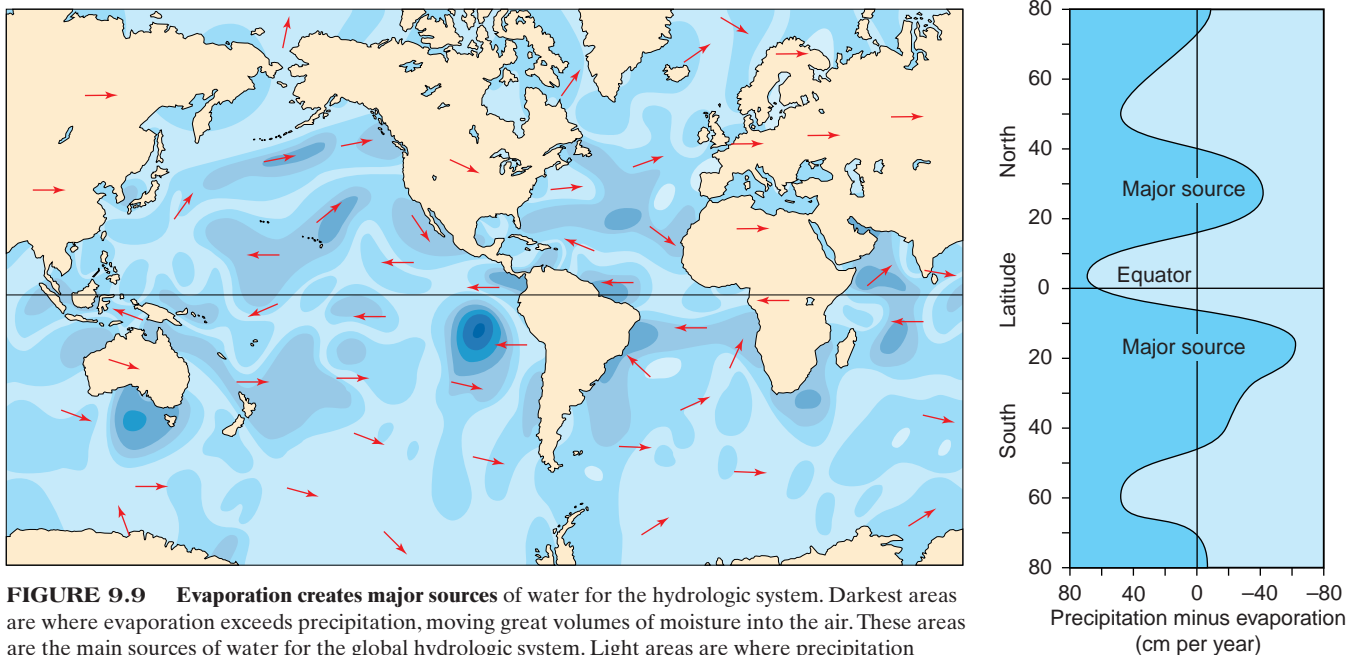 80
60
40
20
0
20
40
60
80
North
Latitude
South
Major source
Equator
Major source
80 40 0 –40 –80
Precipitation minus evaporation
(cm per year)
FIGURE 9.9 Evaporation creates major sources of water for the hydrologic system. Darkest areas
are where evaporation exceeds precipitation, moving great volumes of moisture into the air. These areas
are the main sources of water for the global hydrologic system. Light areas are where precipitation